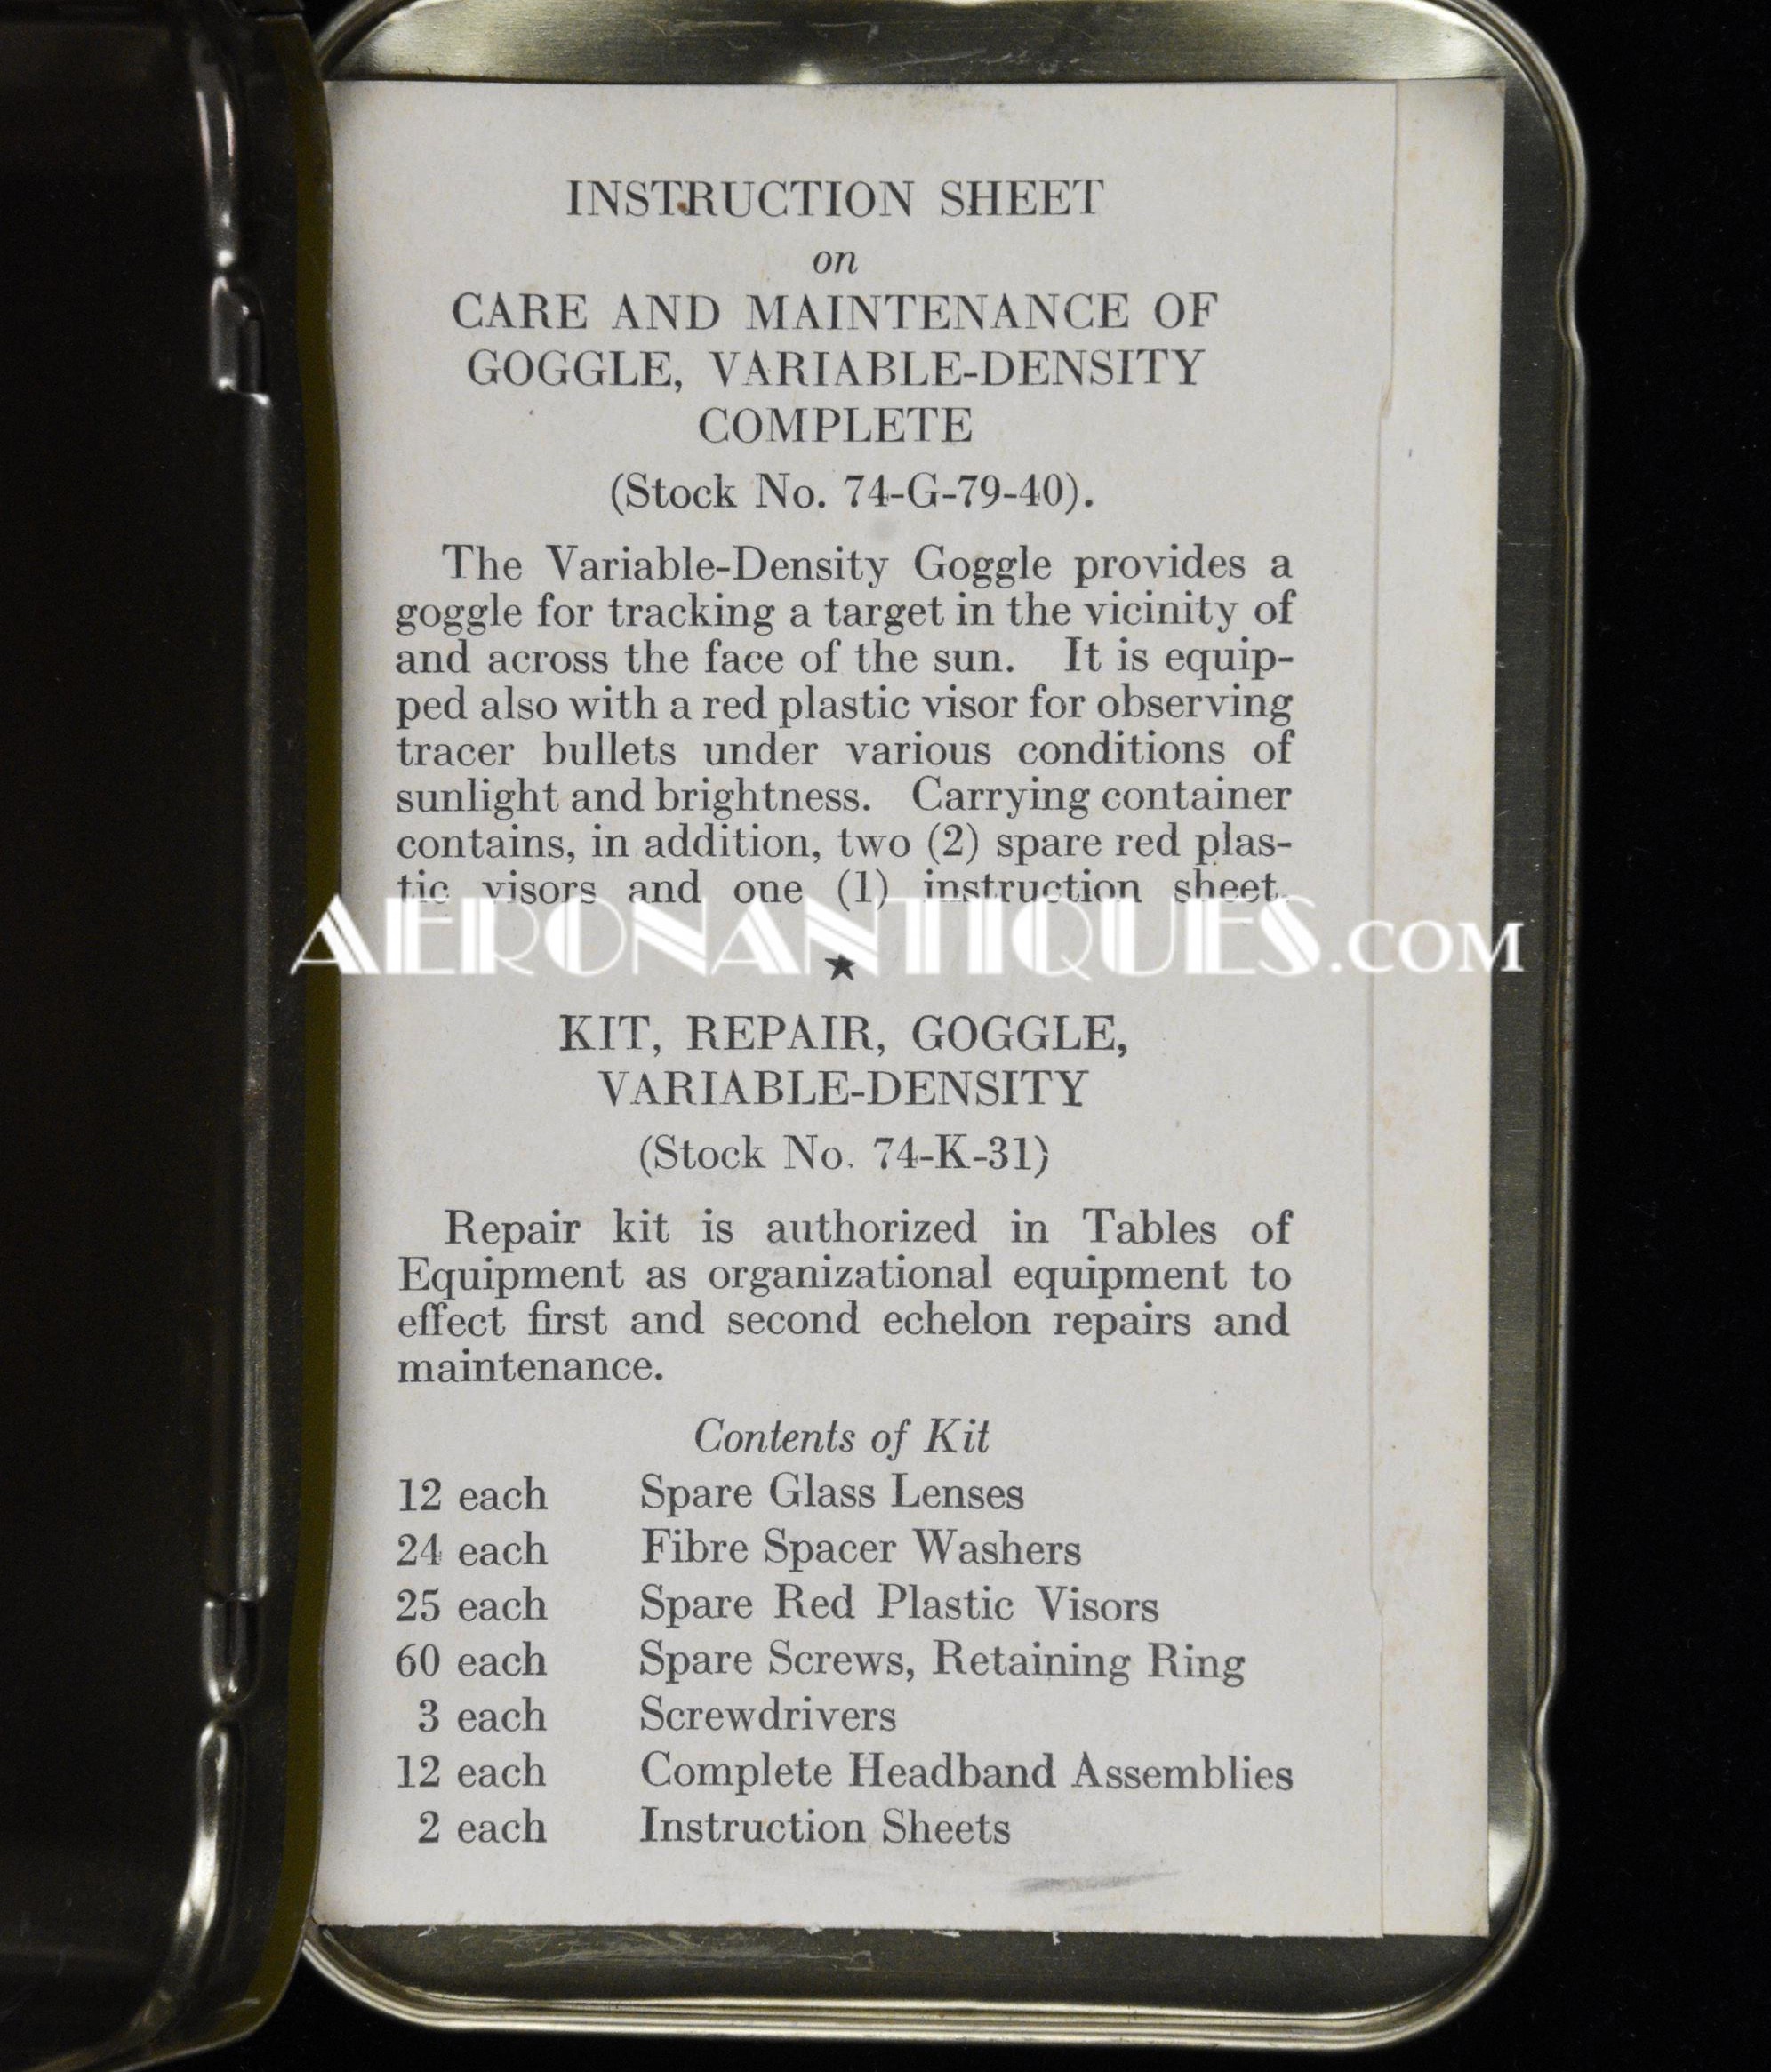 INSTRUCTION SHEET
on
CARE AND MAINTENANCE OF
GOGGLE, VARIABLE-DENSITY
COMPLETE
(Stock No. 74-G-79-40).
The Variable-Density Goggle provides a
goggle for tracking a target in the vicinity of
and across the face of the sun. It is equip-
ped also with a red plastic visor for observing
tracer bullets under various conditions of
sunlight and brightness. Carrying container
contains, in addition, two (2) spare red plas-
tic visors and one (1) instruction sheet.
AERONANTIQUES.COM
★
KIT, REPAIR, GOGGLE,
VARIABLE-DENSITY
(Stock No. 74-K-31)
Repair kit is authorized in Tables of
Equipment as organizational equipment to
effect first and second echelon repairs and
maintenance.
Contents of Kit
12 each Spare Glass Lenses
24 each Fibre Spacer Washers
25 each Spare Red Plastic Visors
60 each Spare Screws, Retaining Ring
3 each Screwdrivers
12 each Complete Headband Assemblies
2 each Instruction Sheets